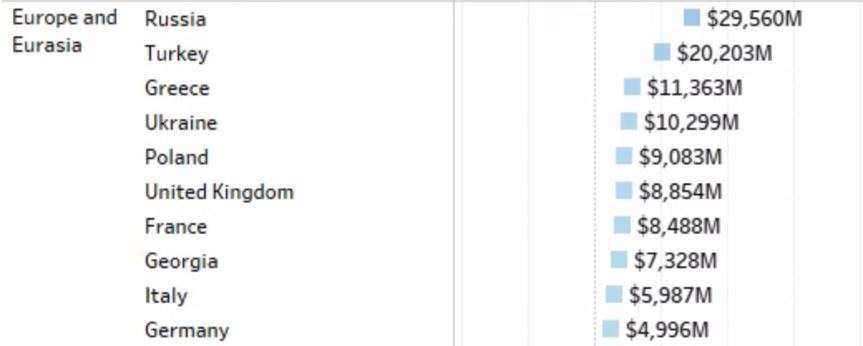 Europe and
Eurasia
Russia $29,560M
Turkey $20,203M
Greece $11,363M
Ukraine $10,299M
Poland $9,083M
United Kingdom $8,854M
France $8,488M
Georgia $7,328M
Italy $5,987M
Germany $4,996M